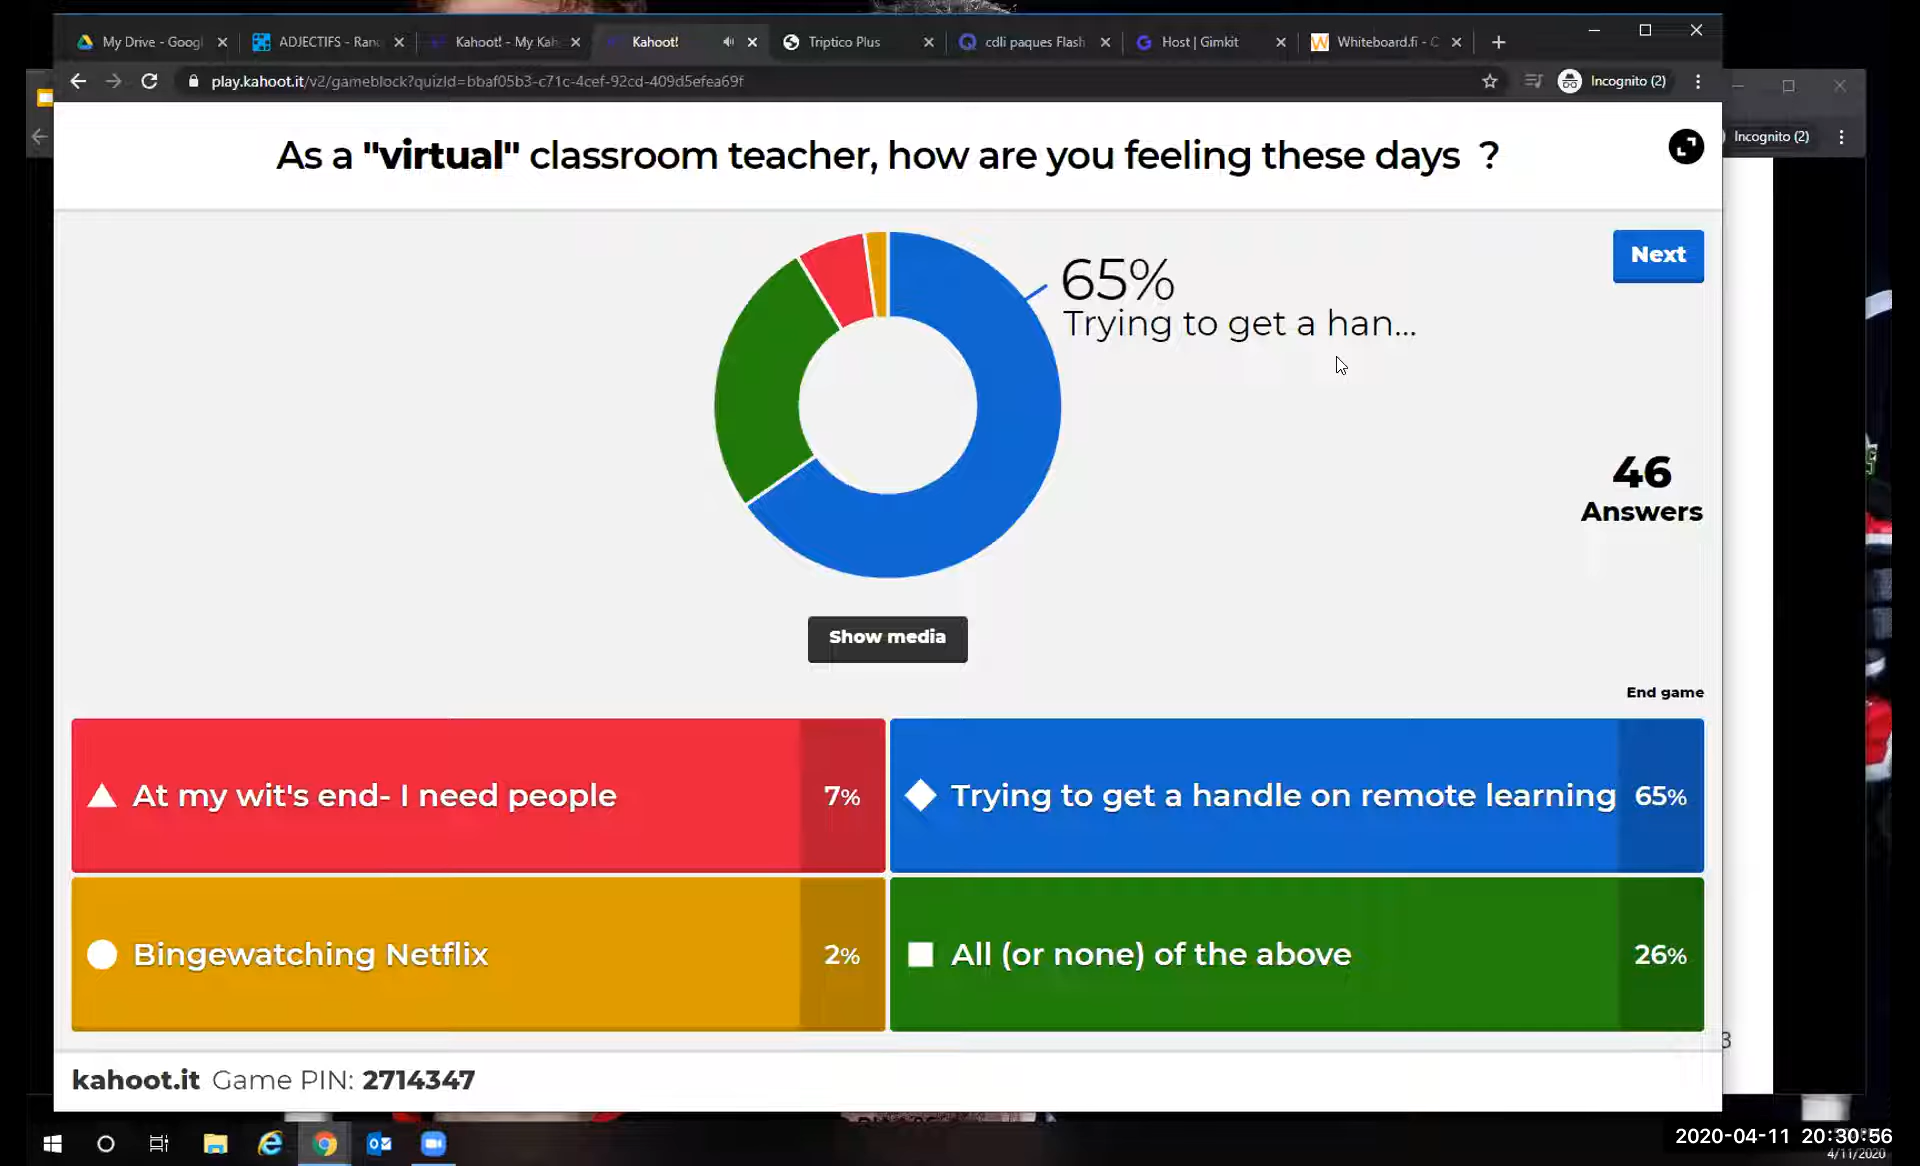 My Drive - Googl
ADJECTIFS - Ran
Kahoot! - My Kah
Kahoot!
Triptico Plus
cdli paques Flash
Host | Gimkit
Whiteboard.fi - C
play.kahoot.it/v2/gameblock?quizId=bbaf05b3-c71c-4cef-92cd-409d5efea69f
Incognito (2)
Incognito (2)
As a "virtual" classroom teacher, how are you feeling these days ?
Next
65%
Trying to get a han...
46
Answers
Show media
End game
At my wit's end- I need people
7%
Trying to get a handle on remote learning
65%
Bingewatching Netflix
2%
All (or none) of the above
26%
3
kahoot.it Game PIN: 2714347
2020-04-11 20:30:56
4/11/2020